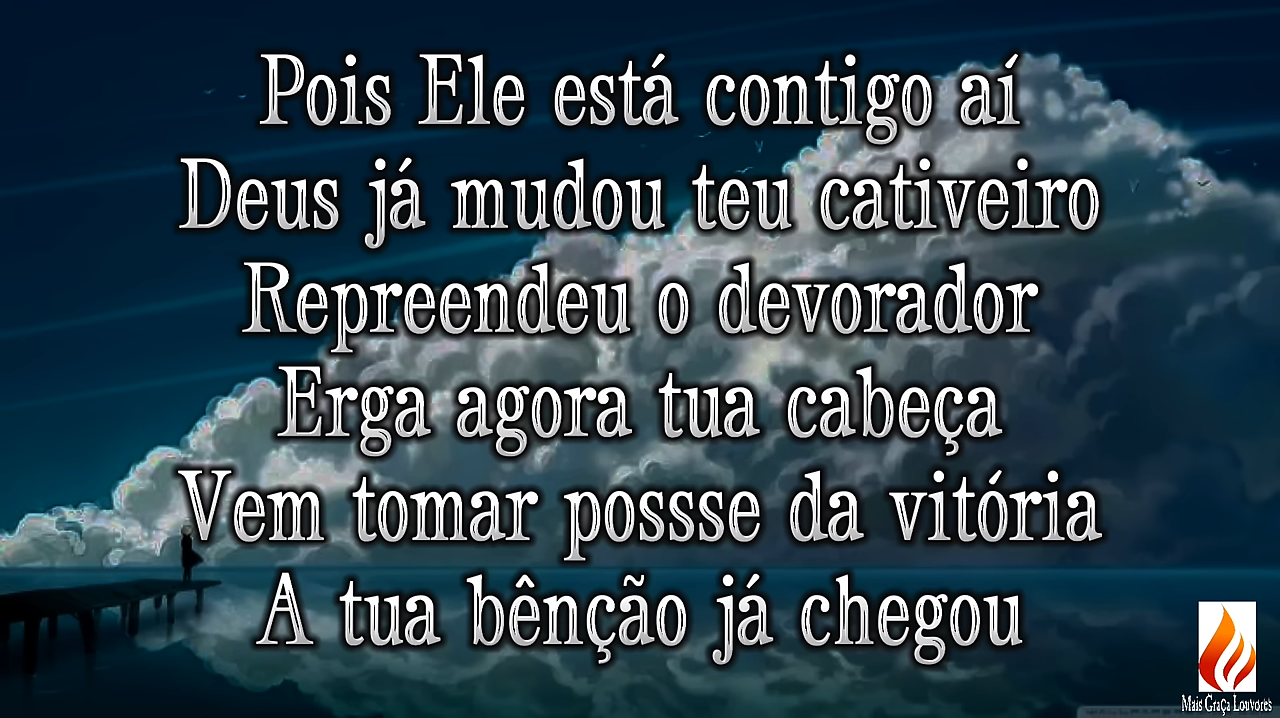 Pois Ele está contigo aí
Deus já mudou teu cativeiro
Repreendeu o devorador
Erga agora tua cabeça
Vem tomar possse da vitória
A tua bênção já chegou
Mais Graça Louvores